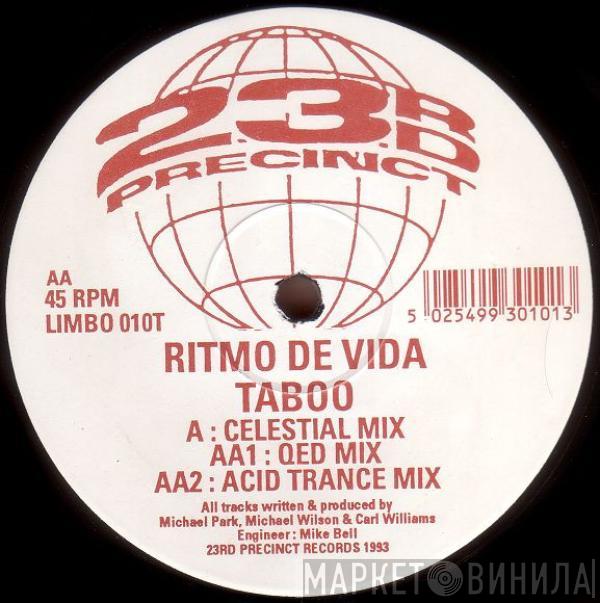 23RD
PRECINCT
AA
45 RPM
LIMBO 010T
5 025499 301013
RITMO DE VIDA
TABOO
A : CELESTIAL MIX
AA1 : QED MIX
AA2 : ACID TRANCE MIX
All tracks written & produced by
Michael Park, Michael Wilson & Carl Williams
Engineer : Mike Bell
23RD PRECINCT RECORDS 1993
МАРКЕТ ВИНИЛА